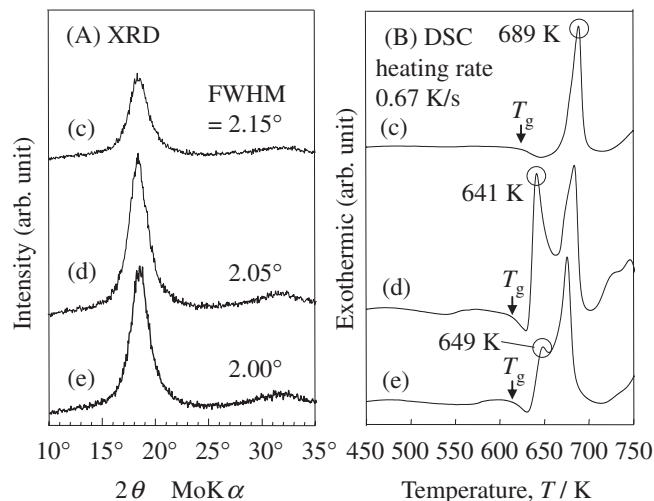 (A) XRD
FWHM
= 2.15°
(c)
2.05°
(d)
2.00°
(e)
Intensity (arb. unit)
10° 15° 20° 25° 30° 35°
2θ MoKα
(B) DSC
689 K
heating rate
0.67 K/s
Tg
(c)
641 K
Tg
(d)
649 K
Tg
(e)
Exothermic (arb. unit)
450 500 550 600 650 700 750
Temperature, T / K